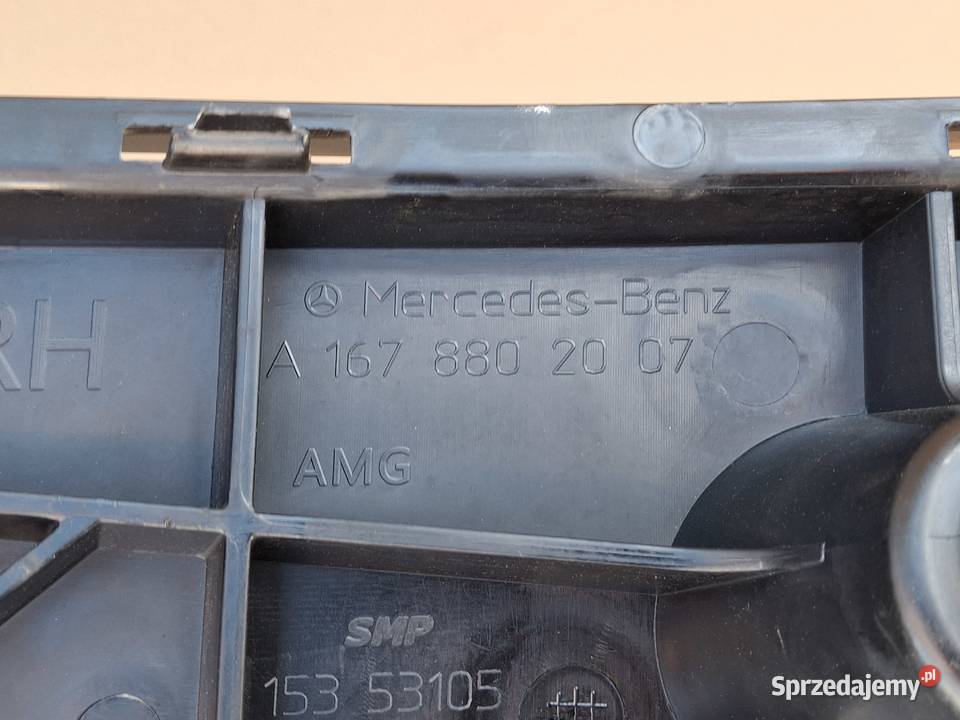 Mercedes-Benz
A 167 880 20 07
RH
AMG
SMP
153 53105
Sprzedajemy.pl